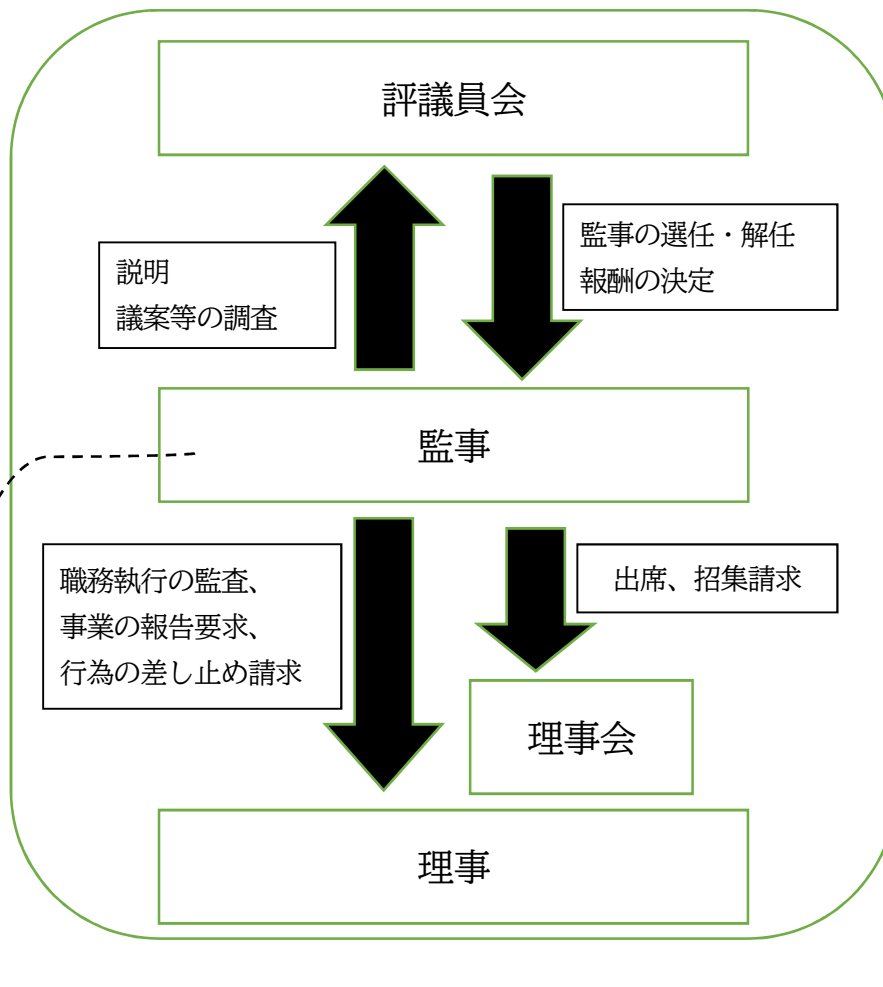 評議員会
監事の選任・解任
報酬の決定
説明
議案等の調査
監事
職務執行の監査、
事業の報告要求、
行為の差し止め請求
出席、招集請求
理事会
理事